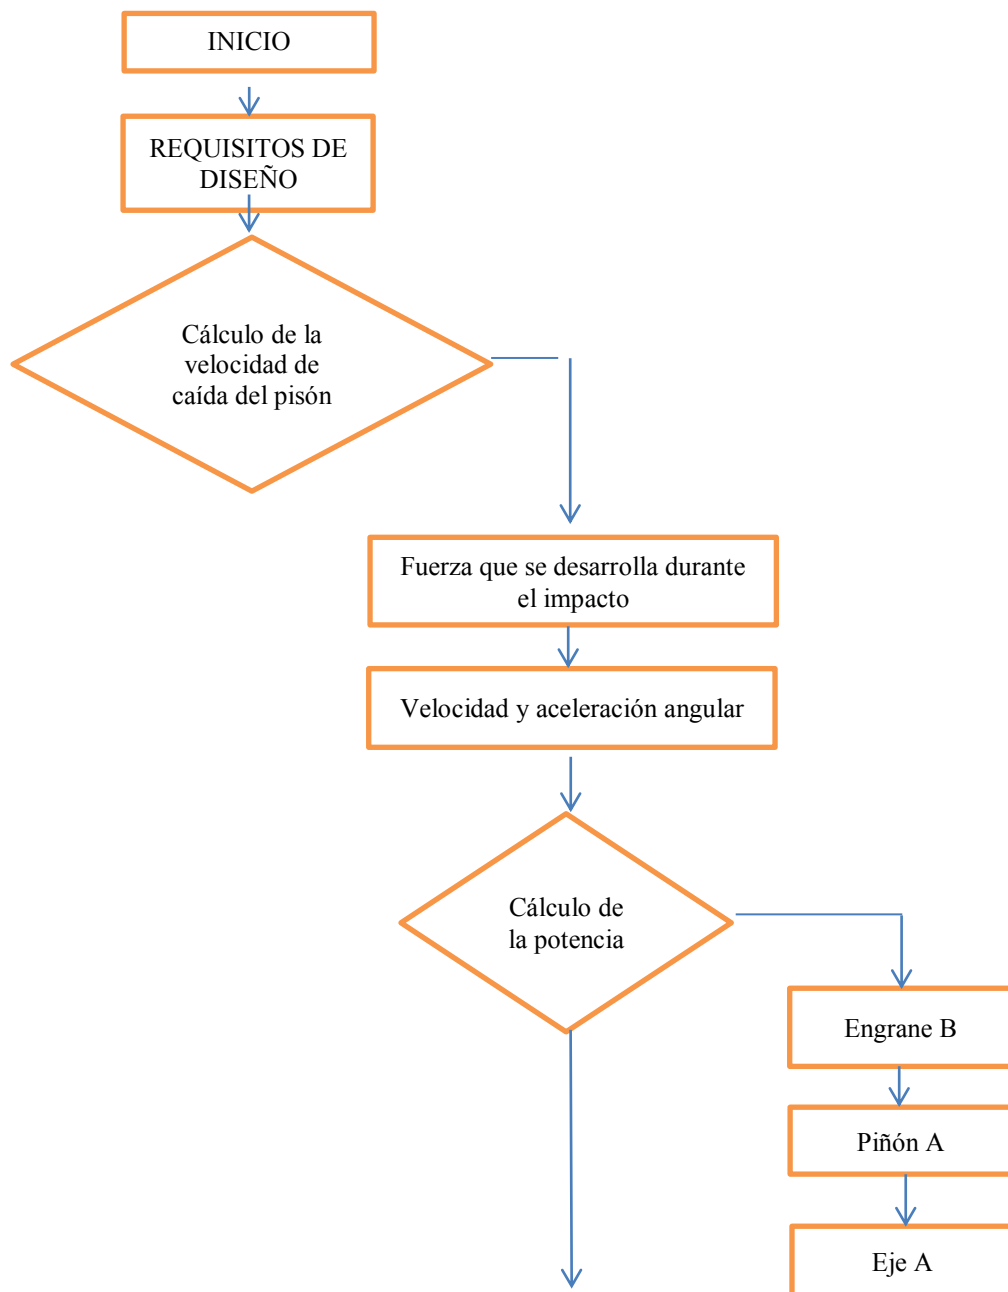 INICIO
REQUISITOS DE
DISEÑO
Cálculo de la
velocidad de
caída del pisón
Fuerza que se desarrolla durante
el impacto
Velocidad y aceleración angular
Cálculo de
la potencia
Engrane B
Piñón A
Eje A